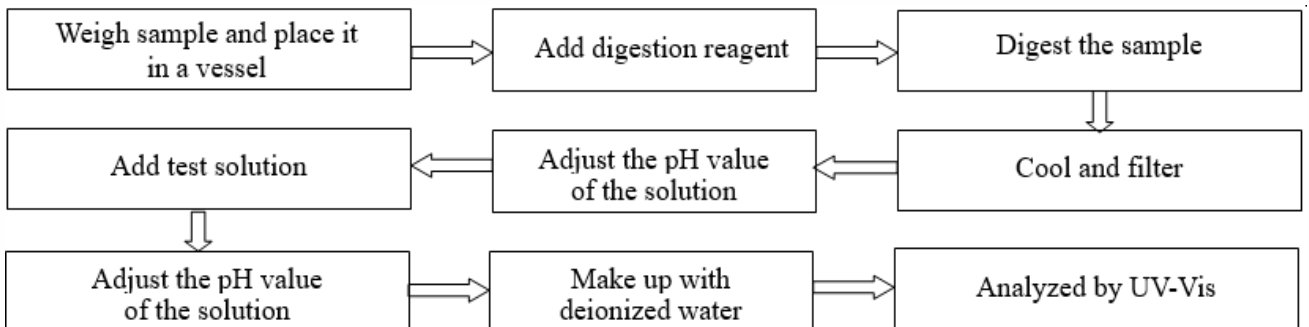 Weigh sample and place it
in a vessel
Add digestion reagent
Digest the sample
Cool and filter
Adjust the pH value
of the solution
Add test solution
Adjust the pH value
of the solution
Make up with
deionized water
Analyzed by UV-Vis